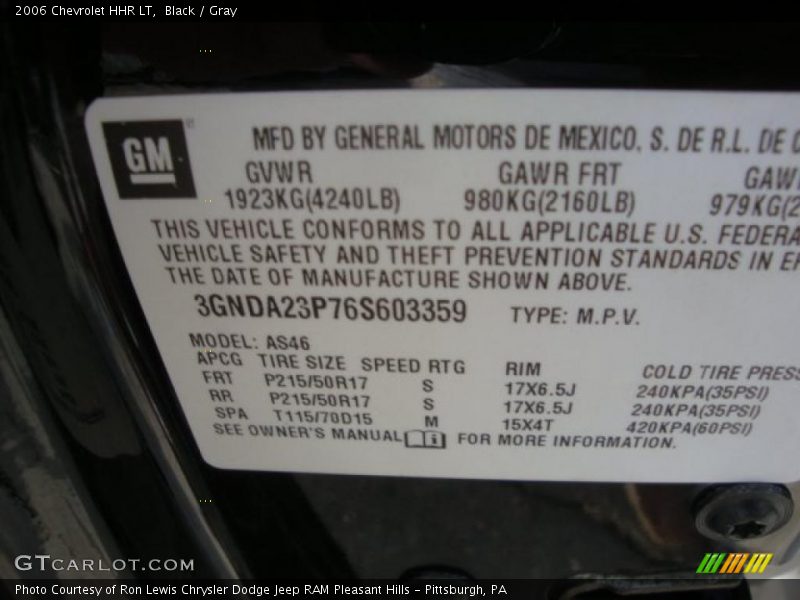 2006 Chevrolet HHR LT,  Black / Gray
GM
MFD BY GENERAL MOTORS DE MEXICO, S. DE R.L. DE C
GVWR GAWR FRT GAW
1923KG(4240LB) 980KG(2160LB) 979KG(2
THIS VEHICLE CONFORMS TO ALL APPLICABLE U.S. FEDERA
VEHICLE SAFETY AND THEFT PREVENTION STANDARDS IN EF
THE DATE OF MANUFACTURE SHOWN ABOVE.
3GNDA23P76S603359 TYPE: M.P.V.
MODEL: AS46
APCG TIRE SIZE SPEED RTG RIM COLD TIRE PRESS
FRT P215/50R17 S 17X6.5J 240KPA(35PSI)
RR P215/50R17 S 17X6.5J 240KPA(35PSI)
SPA T115/70D15 M 15X4T 420KPA(60PSI)
SEE OWNER'S MANUAL FOR MORE INFORMATION.
GTCARLOT.COM
Photo Courtesy of Ron Lewis Chrysler Dodge Jeep RAM Pleasant Hills - Pittsburgh, PA